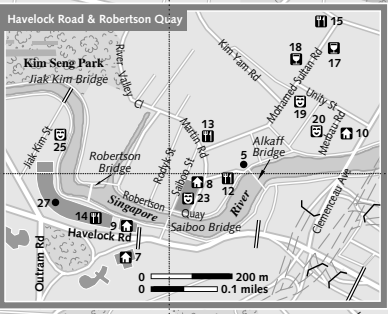 Havelock Road & Robertson Quay
15
Kim Yam Rd
18
17
Mohamed Sultan Rd
River Valley Cl
Kim Seng Park
Jiak Kim Bridge
Unity St
19
20
10
Merbau Rd
13
Martin Rd
Jiak Kim St
25
Alkaff
Bridge
5
Robertson
Bridge
Rodyk St
Saiboo St
8
12
23
Clemenceau Ave
27
Robertson
Quay
Singapore
River
14
9
Havelock Rd
Saiboo Bridge
Outram Rd
7
0 200 m
0 0.1 miles